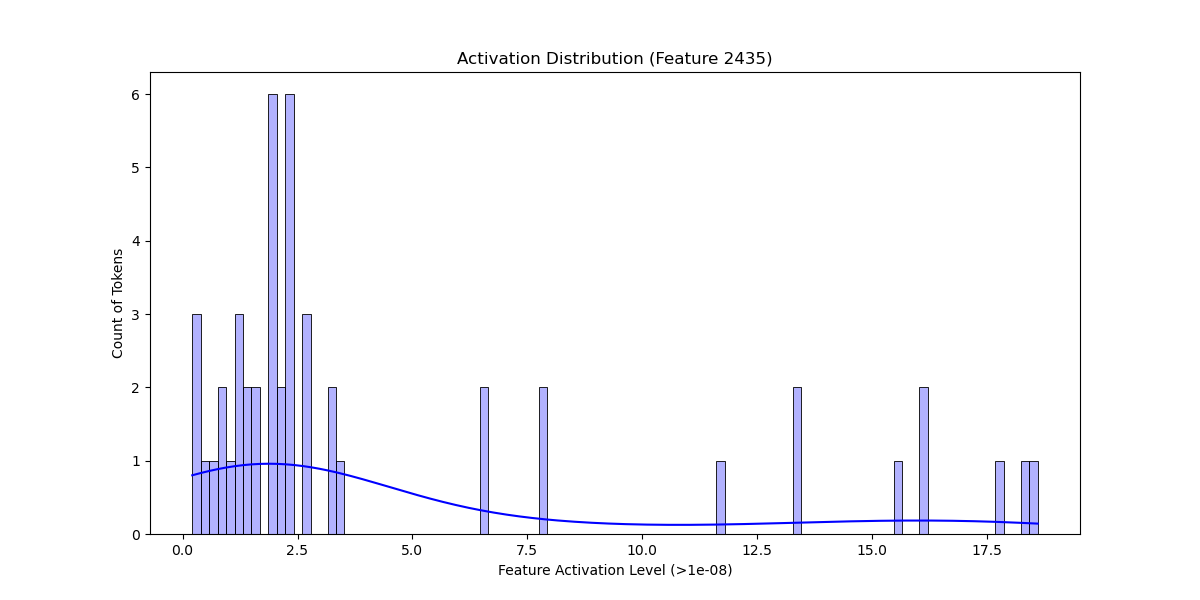 Activation Distribution (Feature 2435)
6
5
4
3
2
1
0
Count of Tokens
0.0 2.5 5.0 7.5 10.0 12.5 15.0 17.5
Feature Activation Level (>1e-08)